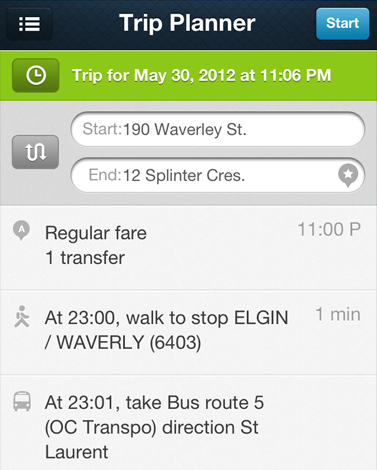 Trip Planner
Start
Trip for May 30, 2012 at 11:06 PM
Start: 190 Waverley St.
End: 12 Splinter Cres.
A
Regular fare
11:00 P
1 transfer
At 23:00, walk to stop ELGIN
1 min
/ WAVERLY (6403)
At 23:01, take Bus route 5
(OC Transpo) direction St
Laurent